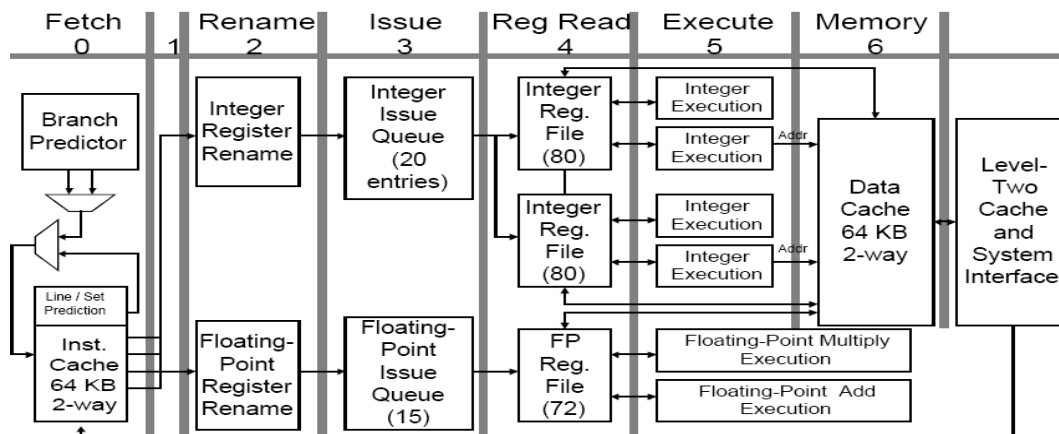 Fetch
0
1
Rename
2
Issue
3
Reg Read
4
Execute
5
Memory
6
Branch
Predictor
Line / Set
Prediction
Inst.
Cache
64 KB
2-way
Integer
Register
Rename
Floating-
Point
Register
Rename
Integer
Issue
Queue
(20
entries)
Floating-
Point
Issue
Queue
(15)
Integer
Reg.
File
(80)
Integer
Reg.
File
(80)
FP
Reg.
File
(72)
Integer
Execution
Integer
Execution
Addr
Integer
Execution
Integer
Execution
Addr
Floating-Point Multiply
Execution
Floating-Point Add
Execution
Data
Cache
64 KB
2-way
Level-
Two
Cache
and
System
Interface